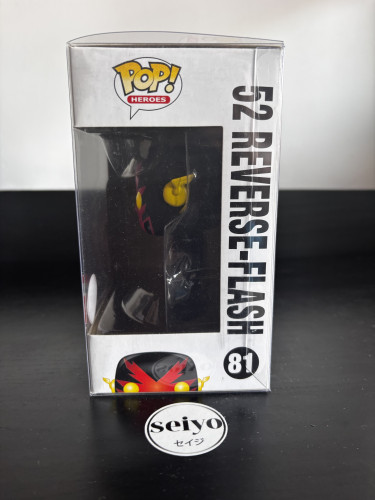 POP!
HEROES
52 REVERSE-FLASH
81
seiyo
セイジ